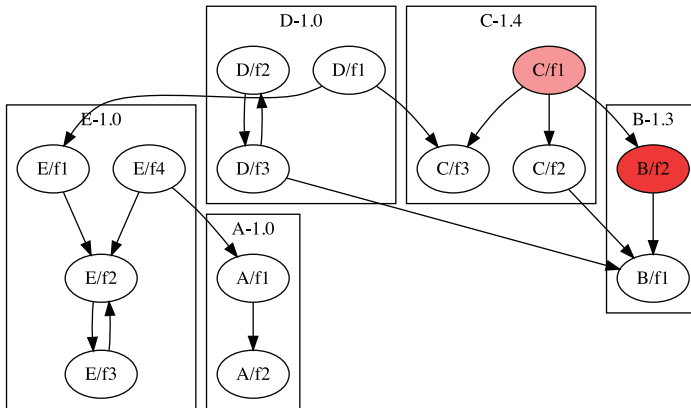 D-1.0
C-1.4
D/f2
D/f1
C/f1
E-1.0
B-1.3
E/f1
E/f4
D/f3
C/f3
C/f2
B/f2
A-1.0
E/f2
A/f1
B/f1
E/f3
A/f2